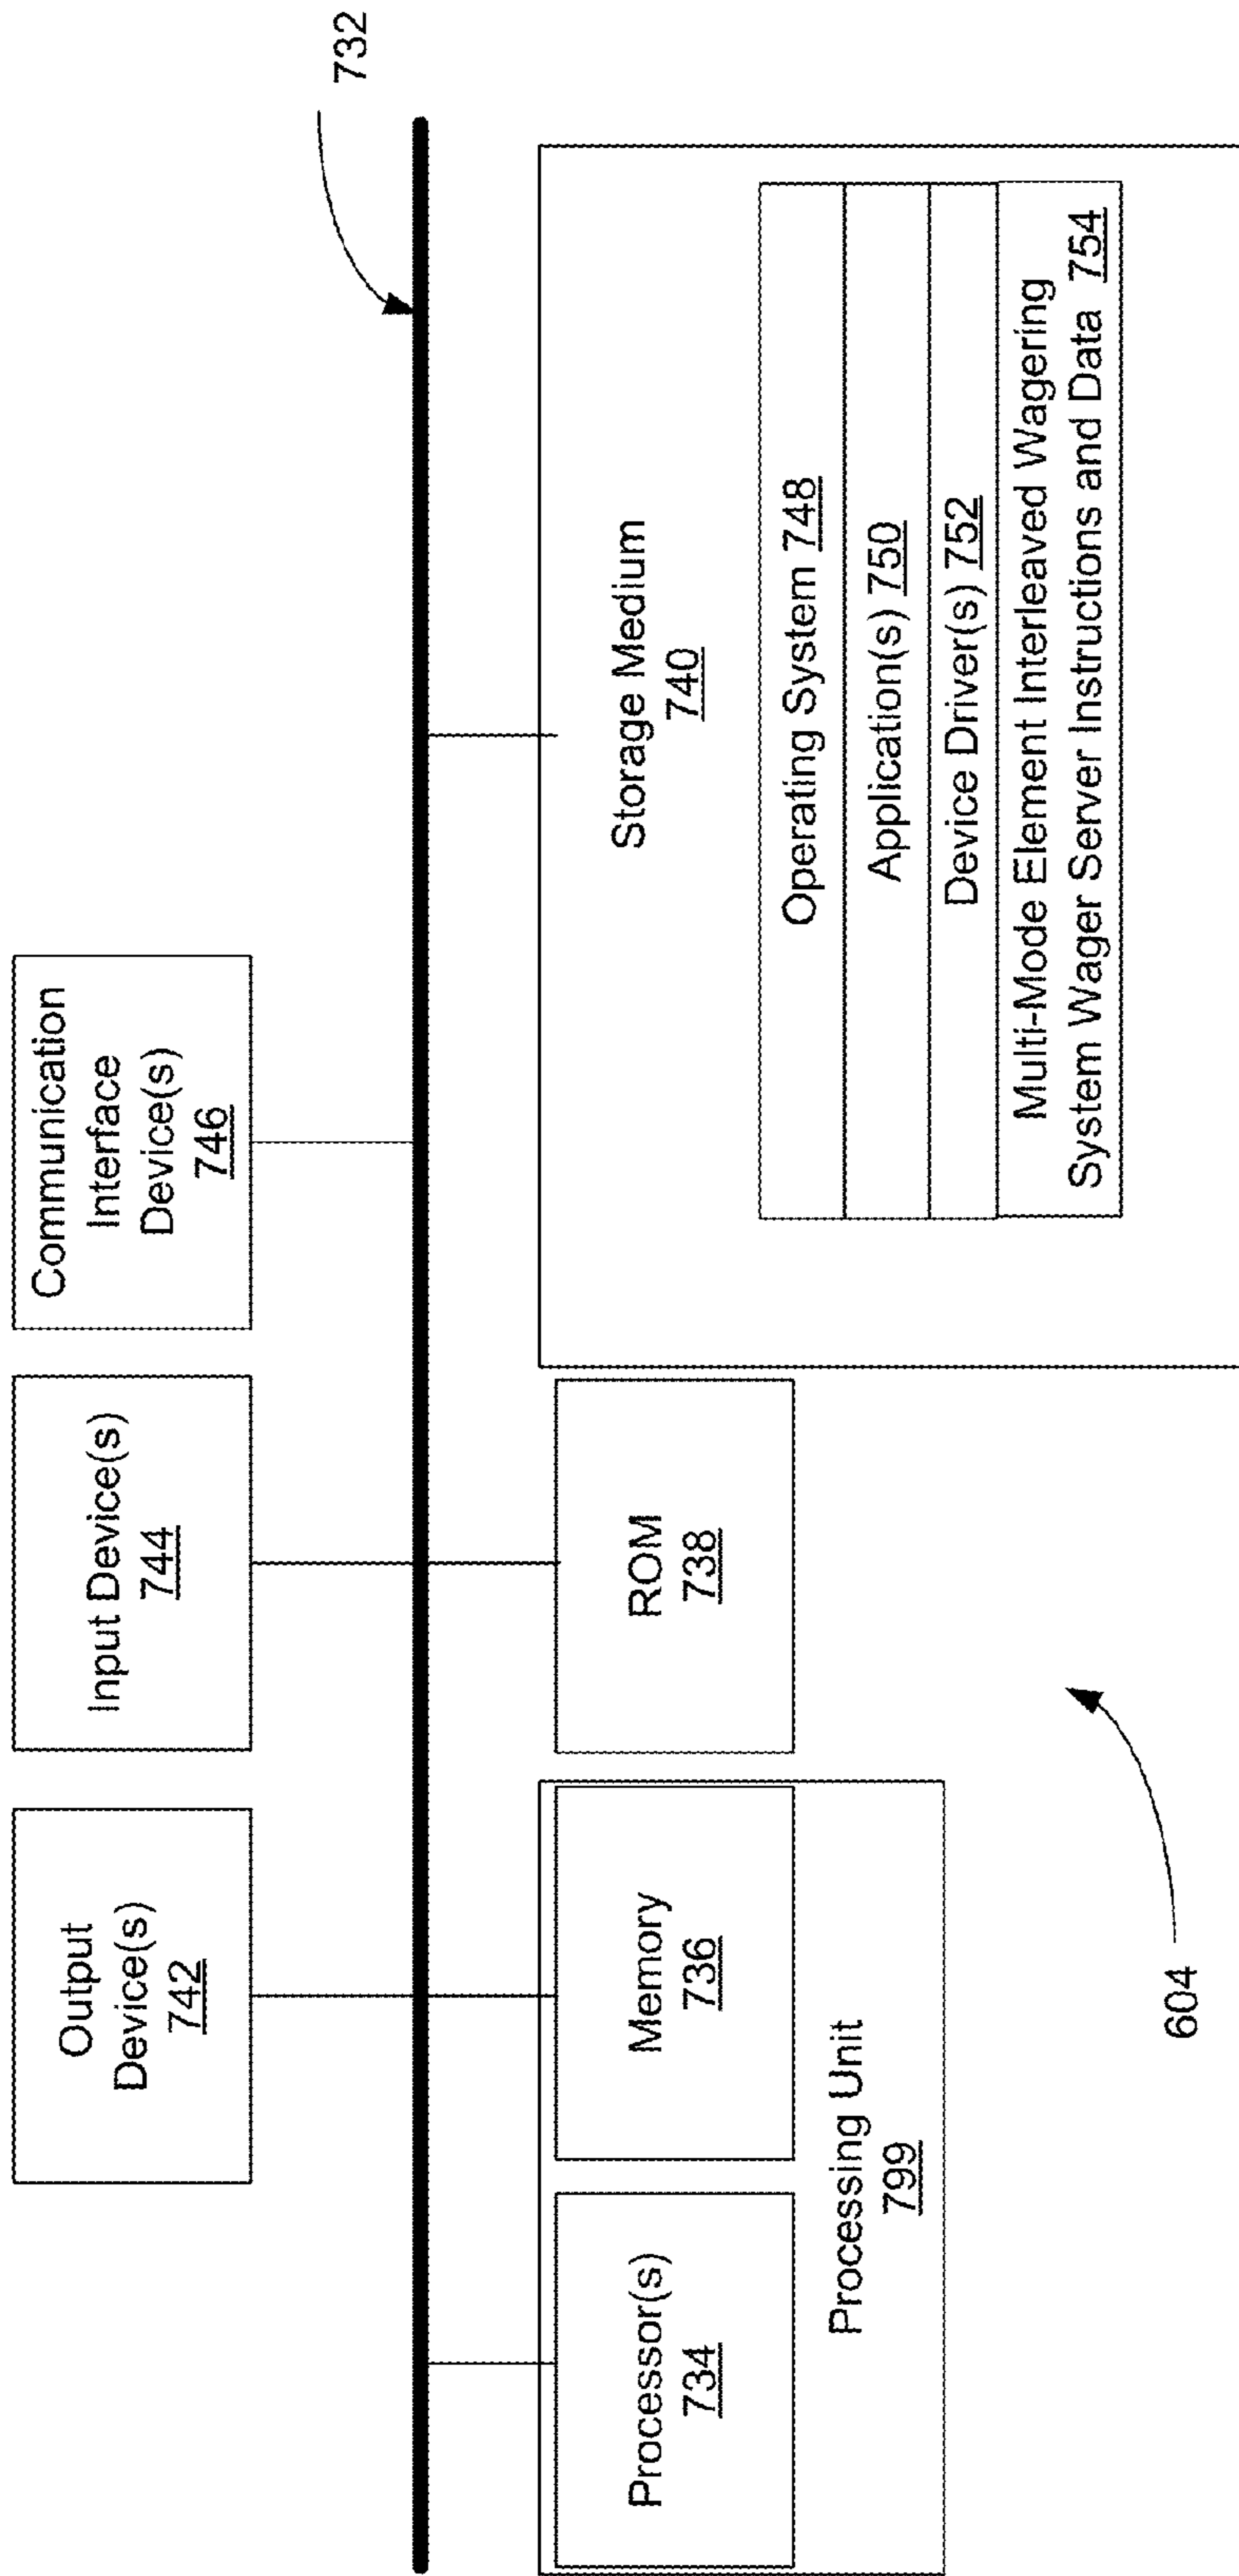 Output
Device(s)
742
Input Device(s)
744
Communication
Interface
Device(s)
746
732
Processor(s)
734
Memory
736
Processing Unit
799
ROM
738
Storage Medium
740
Operating System 748
Application(s) 750
Device Driver(s) 752
Multi-Mode Element Interleaved Wagering
System Wager Server Instructions and Data 754
604